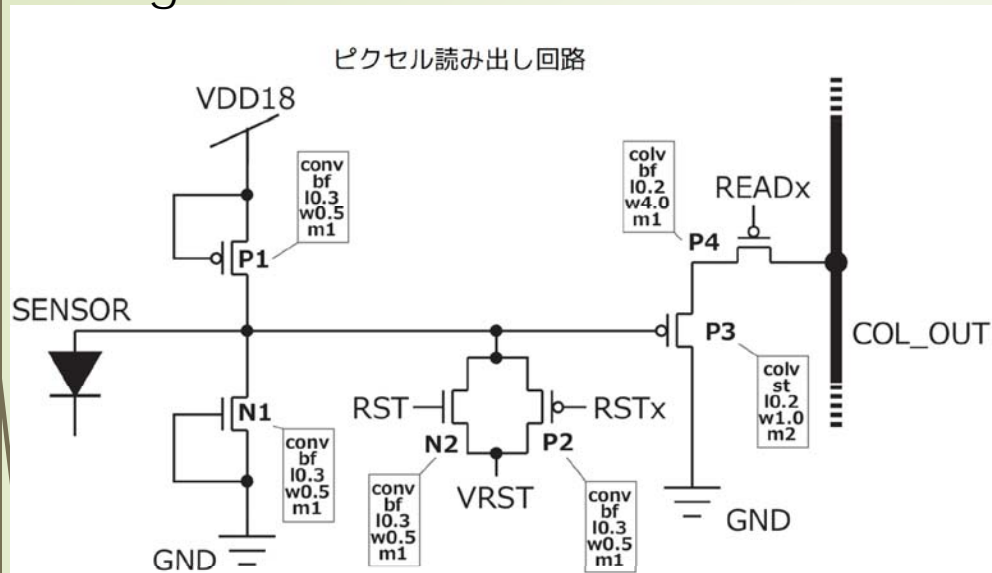 ピクセル読み出し回路
VDD18
conv
bf
l0.3
w0.5
m1
P1
colv
bf
l0.2
w4.0
m1
READx
P4
SENSOR
P3
COL_OUT
colv
st
l0.2
w1.0
m2
N1
conv
bf
l0.3
w0.5
m1
RST
RSTx
N2
P2
conv
bf
l0.3
w0.5
m1
VRST
conv
bf
l0.3
w0.5
m1
GND
GND